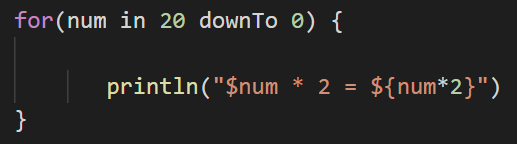 for(num in 20 downTo 0) {
println("$num * 2 = ${num*2}")
}